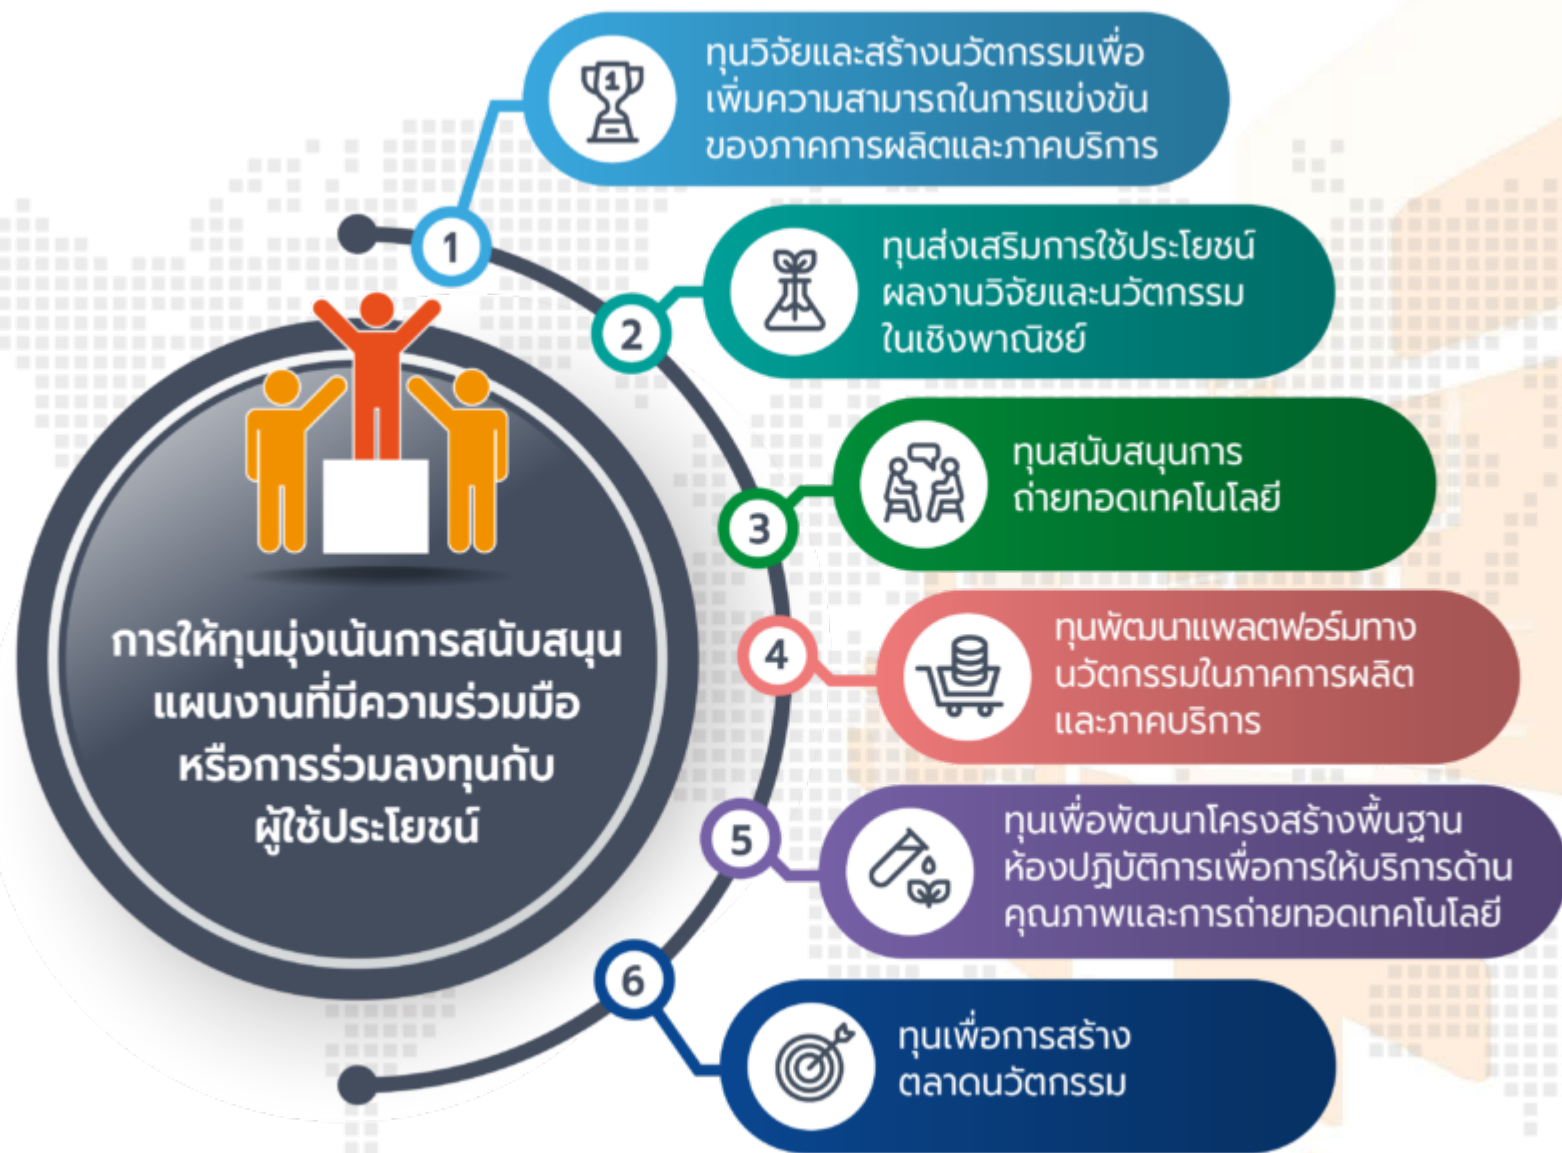 การให้ทุนมุ่งเน้นการสนับสนุน
แผนงานที่มีความร่วมมือ
หรือการร่วมลงทุนกับ
ผู้ใช้ประโยชน์
1
ทุนวิจัยและสร้างนวัตกรรมเพื่อ
เพิ่มความสามารถในการแข่งขัน
ของภาคการผลิตและภาคบริการ
1
2
ทุนส่งเสริมการใช้ประโยชน์
ผลงานวิจัยและนวัตกรรม
ในเชิงพาณิชย์
3
ทุนสนับสนุนการ
ถ่ายทอดเทคโนโลยี
4
ทุนพัฒนาแพลตฟอร์มทาง
นวัตกรรมในภาคการผลิต
และภาคบริการ
5
ทุนเพื่อพัฒนาโครงสร้างพื้นฐาน
ห้องปฏิบัติการเพื่อการให้บริการด้าน
คุณภาพและการถ่ายทอดเทคโนโลยี
6
ทุนเพื่อการสร้าง
ตลาดนวัตกรรม